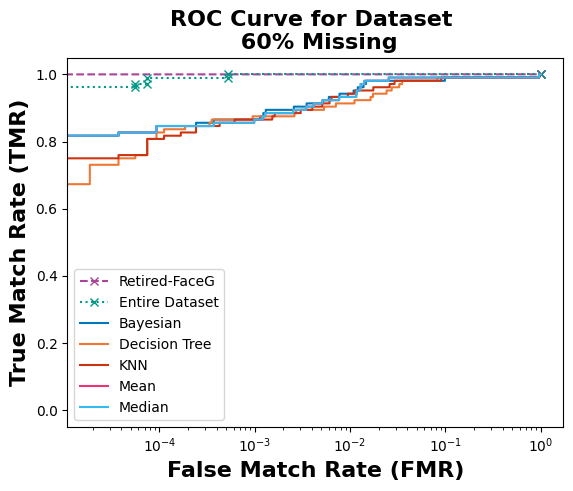 ROC Curve for Dataset
60% Missing
True Match Rate (TMR)
1.0
0.8
0.6
0.4
0.2
0.0
Retired-FaceG
Entire Dataset
Bayesian
Decision Tree
KNN
Mean
Median
10⁻⁴
10⁻³
10⁻²
10⁻¹
10⁰
False Match Rate (FMR)